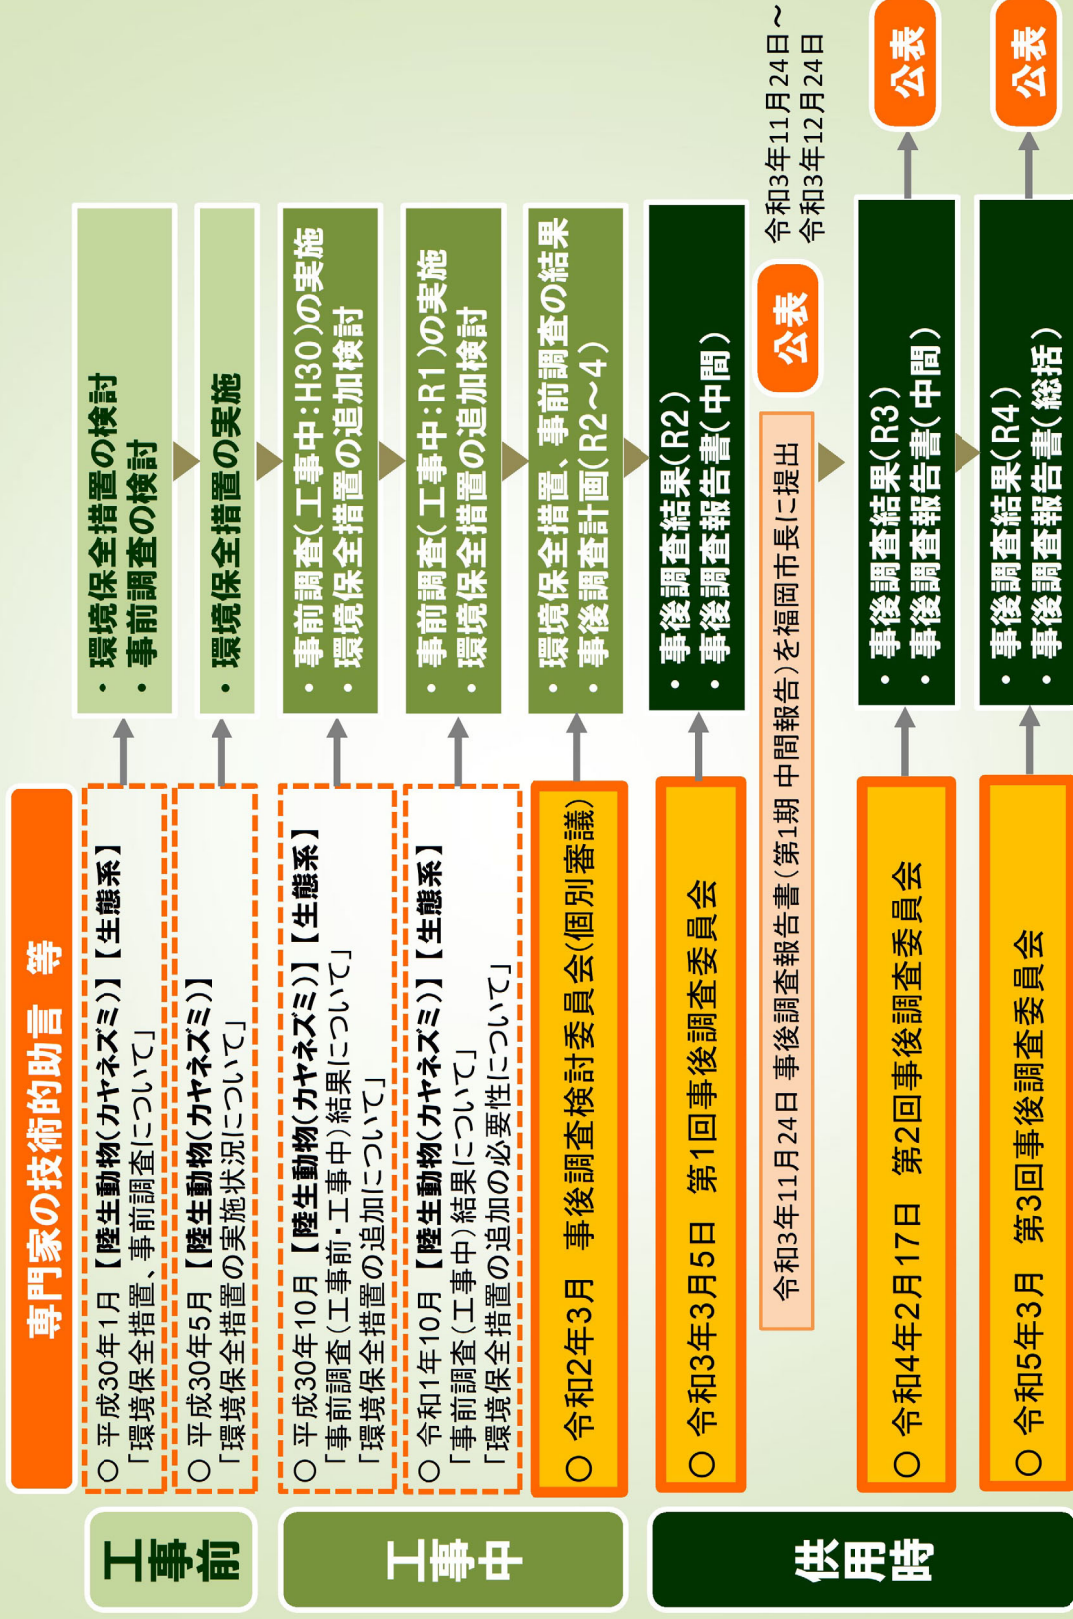 専門家の技術的助言　等
工事前
○ 平成30年1月 【陸生動物(カヤネズミ)】【生態系】
「環境保全措置、事前調査について」
・ 環境保全措置の検討
・ 事前調査の検討
○ 平成30年5月 【陸生動物(カヤネズミ)】
「環境保全措置の実施状況について」
・ 環境保全措置の実施
工事中
○ 平成30年10月 【陸生動物(カヤネズミ)】【生態系】
「事前調査(工事前・工事中)結果について」
「環境保全措置の追加について」
・ 事前調査(工事中:H30)の実施
・ 環境保全措置の追加検討
○ 令和1年10月 【陸生動物(カヤネズミ)】【生態系】
「事前調査(工事中)結果について」
「環境保全措置の追加の必要性について」
・ 事前調査(工事中:R1)の実施
・ 環境保全措置の追加検討
○ 令和2年3月　事後調査検討委員会(個別審議)
・ 環境保全措置、事前調査の結果
・ 事後調査計画(R2～4)
供用時
○ 令和3年3月5日　第1回事後調査委員会
・ 事後調査結果(R2)
・ 事後調査報告書(中間)
令和3年11月24日 事後調査報告書(第1期 中間報告)を福岡市長に提出
公表
令和3年11月24日～
令和3年12月24日
○ 令和4年2月17日　第2回事後調査委員会
・ 事後調査結果(R3)
・ 事後調査報告書(中間)
公表
○ 令和5年3月　第3回事後調査委員会
・ 事後調査結果(R4)
・ 事後調査報告書(総括)
公表